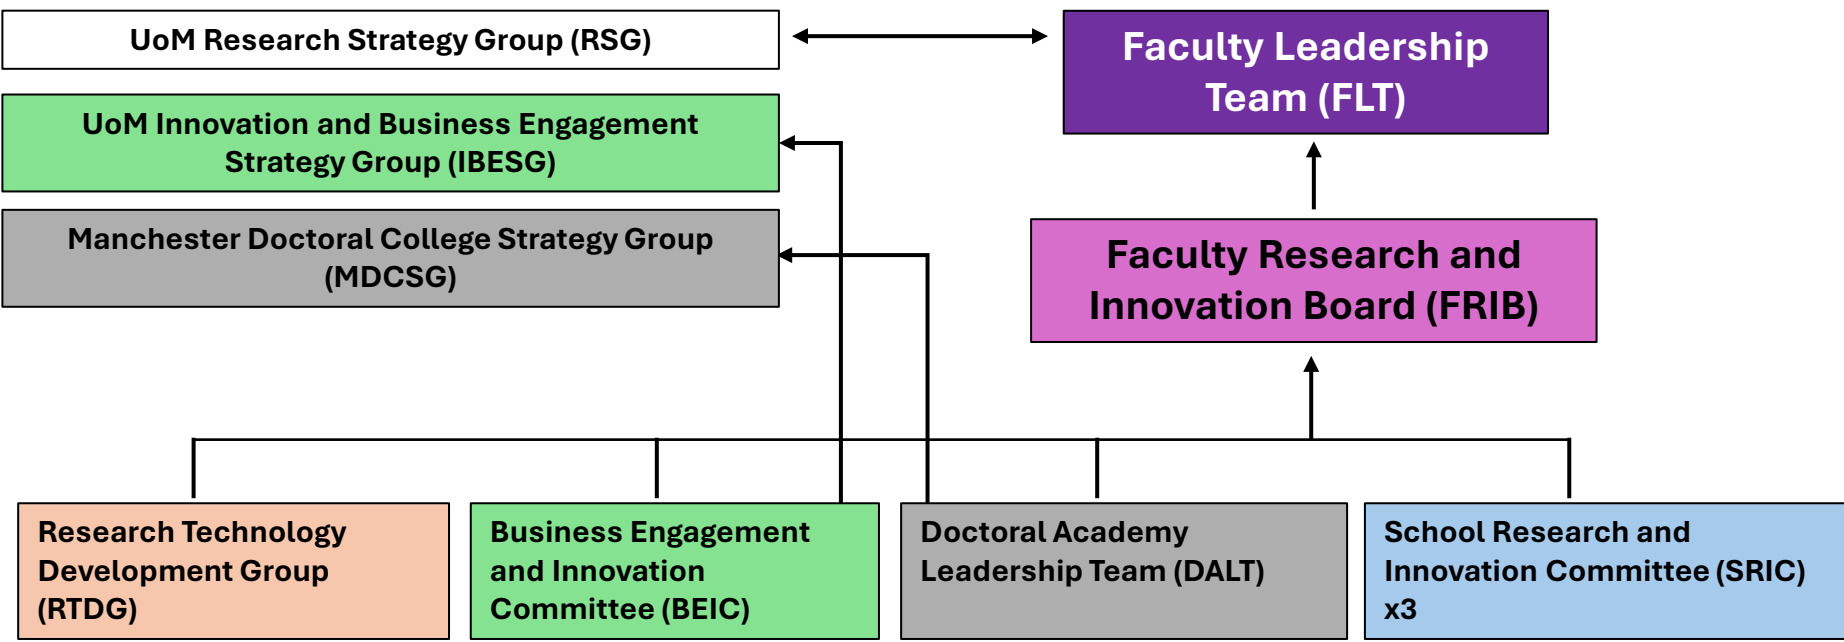 UoM Research Strategy Group (RSG)
Faculty Leadership
Team (FLT)
UoM Innovation and Business Engagement
Strategy Group (IBESG)
Manchester Doctoral College Strategy Group
(MDCSG)
Faculty Research and
Innovation Board (FRIB)
Research Technology
Development Group
(RTDG)
Business Engagement
and Innovation
Committee (BEIC)
Doctoral Academy
Leadership Team (DALT)
School Research and
Innovation Committee (SRIC)
x3